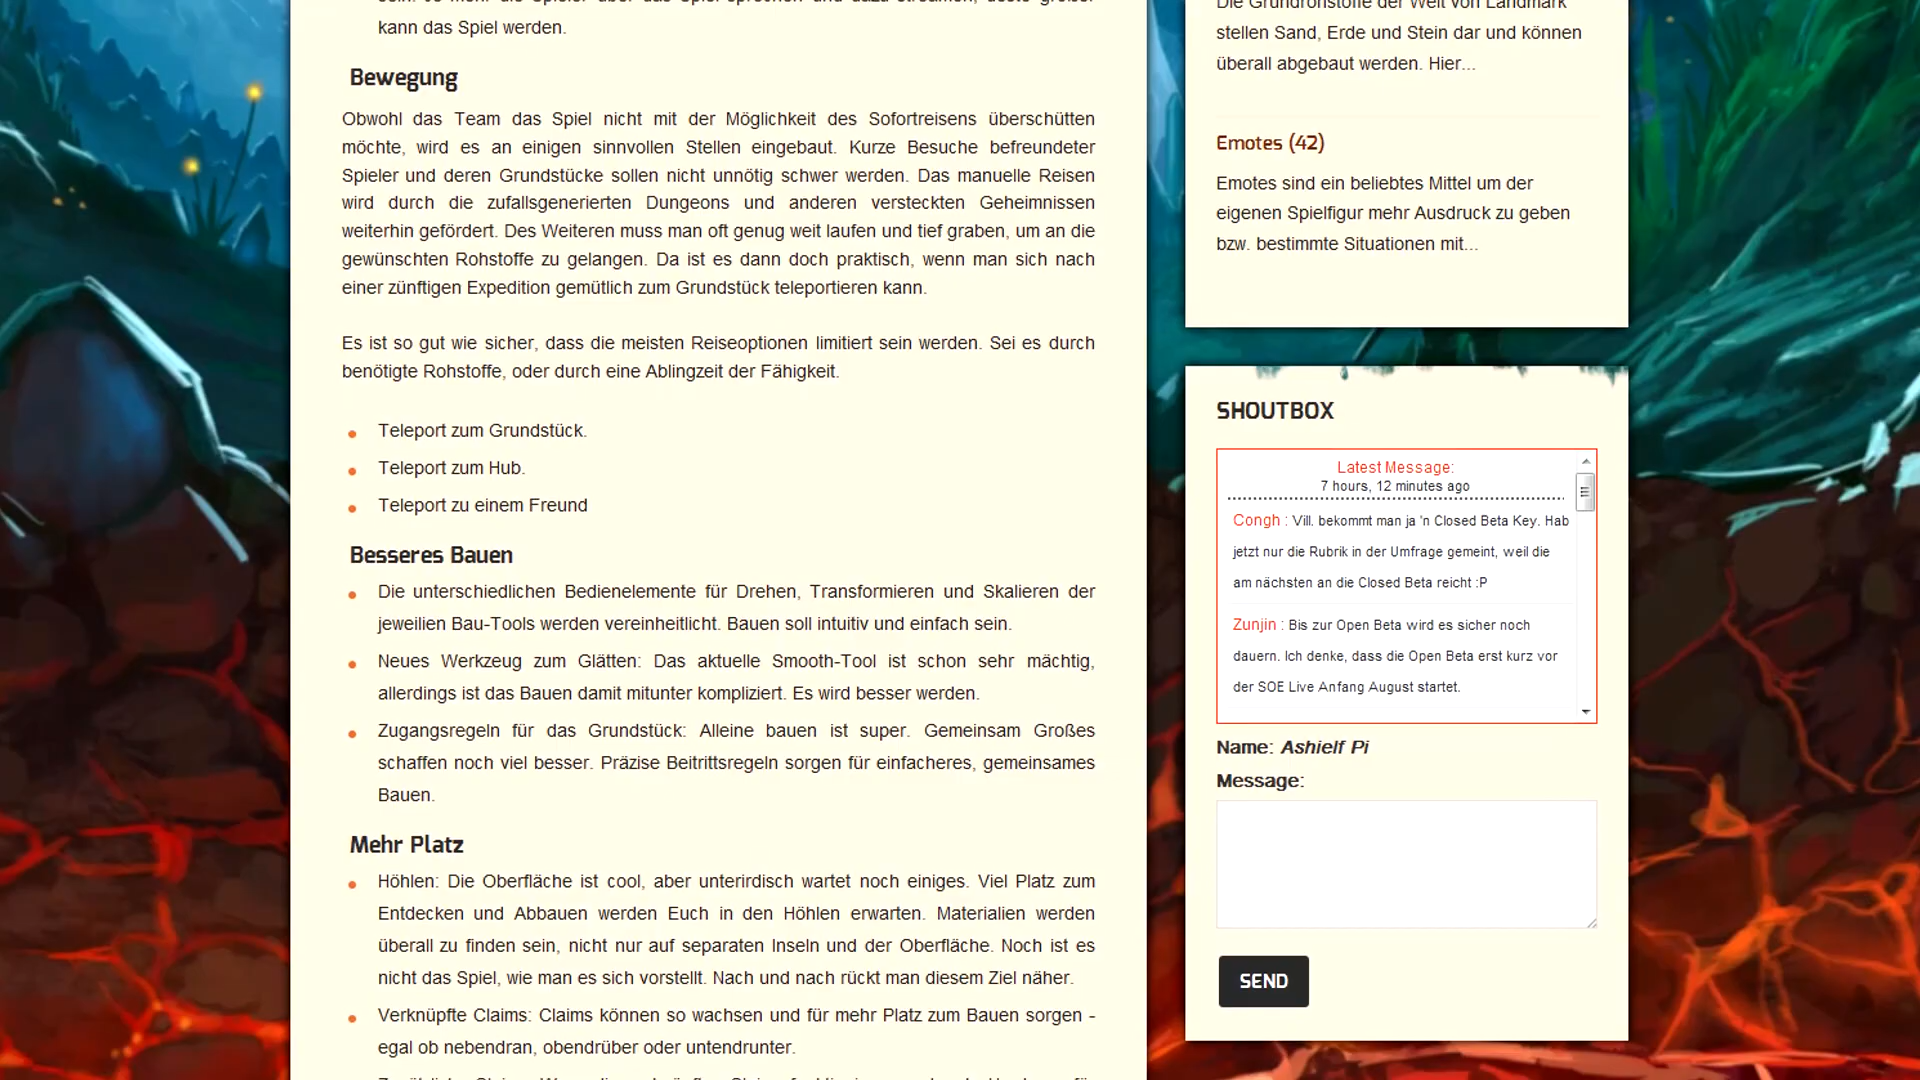 kann das Spiel werden.
Bewegung
Obwohl das Team das Spiel nicht mit der Möglichkeit des Sofortreisens überschütten
möchte, wird es an einigen sinnvollen Stellen eingebaut. Kurze Besuche befreundeter
Spieler und deren Grundstücke sollen nicht unnötig schwer werden. Das manuelle Reisen
wird durch die zufallsgenerierten Dungeons und anderen versteckten Geheimnissen
weiterhin gefördert. Des Weiteren muss man oft genug weit laufen und tief graben, um an die
gewünschten Rohstoffe zu gelangen. Da ist es dann doch praktisch, wenn man sich nach
einer zünftigen Expedition gemütlich zum Grundstück teleportieren kann.
Es ist so gut wie sicher, dass die meisten Reiseoptionen limitiert sein werden. Sei es durch
benötigte Rohstoffe, oder durch eine Ablingzeit der Fähigkeit.
Teleport zum Grundstück.
Teleport zum Hub.
Teleport zu einem Freund
Besseres Bauen
Die unterschiedlichen Bedienelemente für Drehen, Transformieren und Skalieren der
jeweilien Bau-Tools werden vereinheitlicht. Bauen soll intuitiv und einfach sein.
Neues Werkzeug zum Glätten: Das aktuelle Smooth-Tool ist schon sehr mächtig,
allerdings ist das Bauen damit mitunter kompliziert. Es wird besser werden.
Zugangsregeln für das Grundstück: Alleine bauen ist super. Gemeinsam Großes
schaffen noch viel besser. Präzise Beitrittsregeln sorgen für einfacheres, gemeinsames
Bauen.
Mehr Platz
Höhlen: Die Oberfläche ist cool, aber unterirdisch wartet noch einiges. Viel Platz zum
Entdecken und Abbauen werden Euch in den Höhlen erwarten. Materialien werden
überall zu finden sein, nicht nur auf separaten Inseln und der Oberfläche. Noch ist es
nicht das Spiel, wie man es sich vorstellt. Nach und nach rückt man diesem Ziel näher.
Verknüpfte Claims: Claims können so wachsen und für mehr Platz zum Bauen sorgen -
egal ob nebendran, obendrüber oder untendrunter.
Die Grundrohstoffe der Welt von Landmark
stellen Sand, Erde und Stein dar und können
überall abgebaut werden. Hier...
Emotes (42)
Emotes sind ein beliebtes Mittel um der
eigenen Spielfigur mehr Ausdruck zu geben
bzw. bestimmte Situationen mit...
SHOUTBOX
Latest Message:
7 hours, 12 minutes ago
Congh : Vill. bekommt man ja 'n Closed Beta Key. Hab
jetzt nur die Rubrik in der Umfrage gemeint, weil die
am nächsten an die Closed Beta reicht :P
Zunjin : Bis zur Open Beta wird es sicher noch
dauern. Ich denke, dass die Open Beta erst kurz vor
der SOE Live Anfang August startet.
Name: Ashielf Pi
Message:
SEND